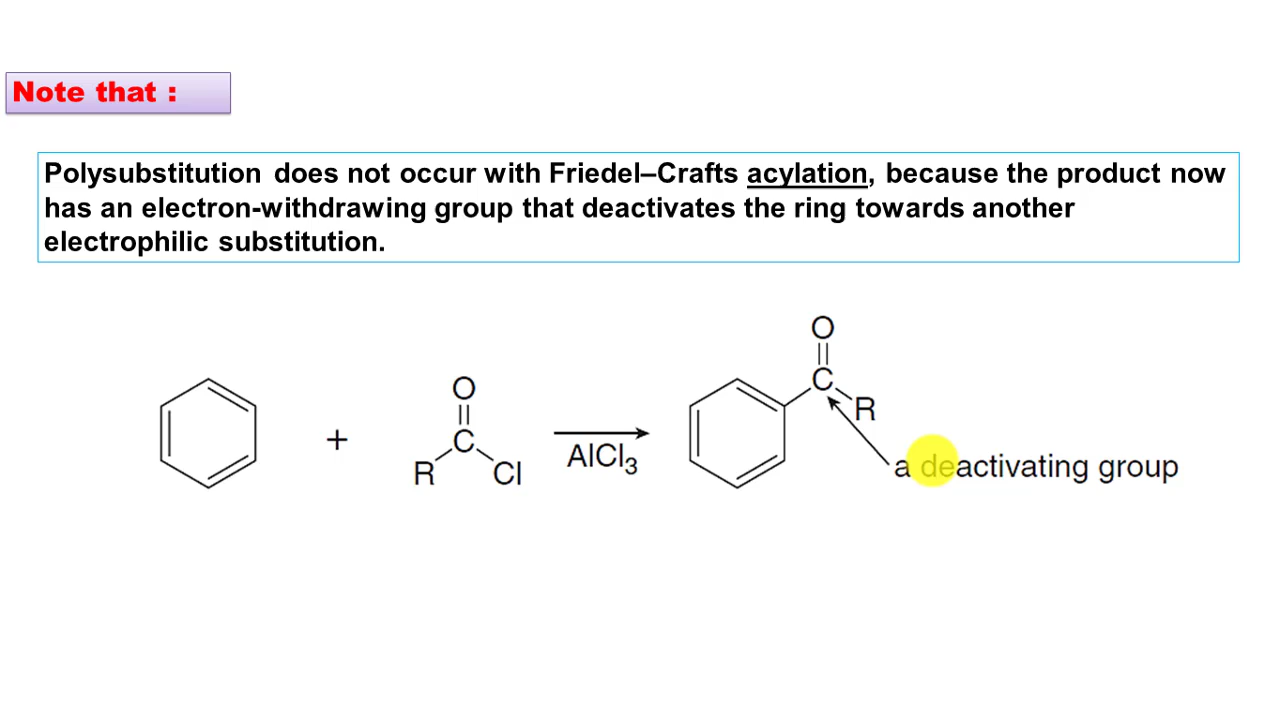 Note that :
Polysubstitution does not occur with Friedel–Crafts acylation, because the product now
has an electron-withdrawing group that deactivates the ring towards another
electrophilic substitution.
O
C
R
Cl
+
AlCl3
O
C
R
a deactivating group